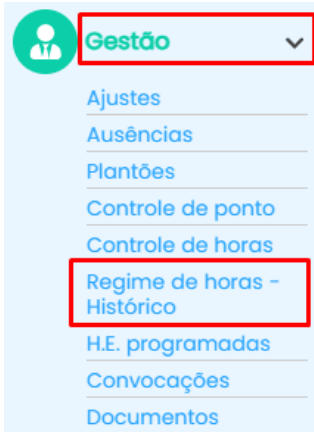 Gestão
Ajustes
Ausências
Plantões
Controle de ponto
Controle de horas
Regime de horas -
Histórico
H.E. programadas
Convocações
Documentos